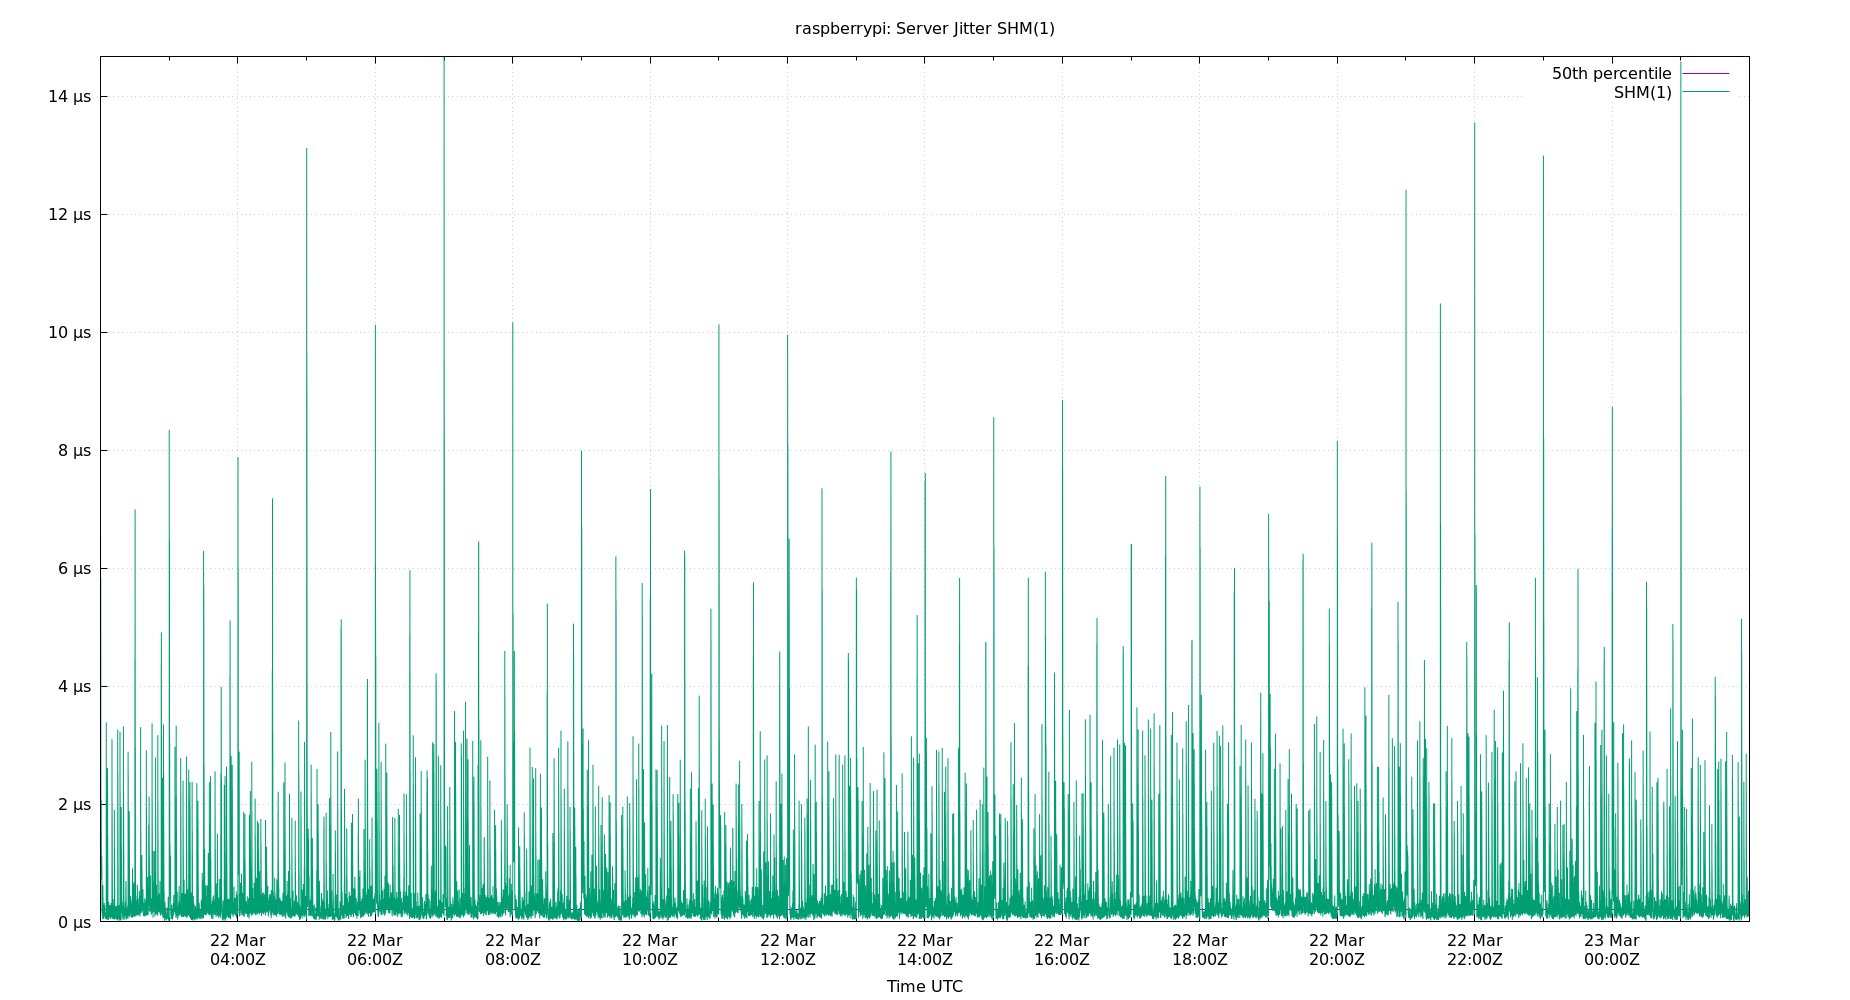 raspberrypi: Server Jitter SHM(1)
50th percentile
SHM(1)
14 µs
12 µs
10 µs
8 µs
6 µs
4 µs
2 µs
0 µs
22 Mar 22 Mar 22 Mar 22 Mar 22 Mar 22 Mar 22 Mar 22 Mar 22 Mar 22 Mar 23 Mar
04:00Z 06:00Z 08:00Z 10:00Z 12:00Z 14:00Z 16:00Z 18:00Z 20:00Z 22:00Z 00:00Z
Time UTC